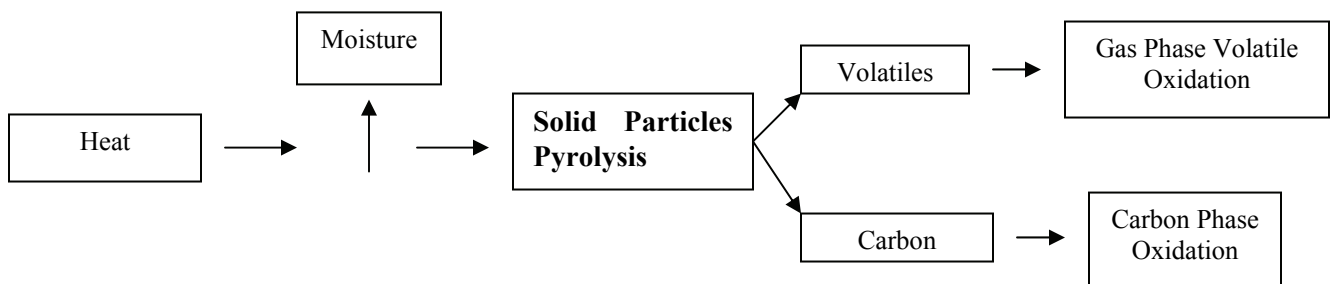 Moisture
Heat
Solid Particles
Pyrolysis
Volatiles
Gas Phase Volatile
Oxidation
Carbon
Carbon Phase
Oxidation